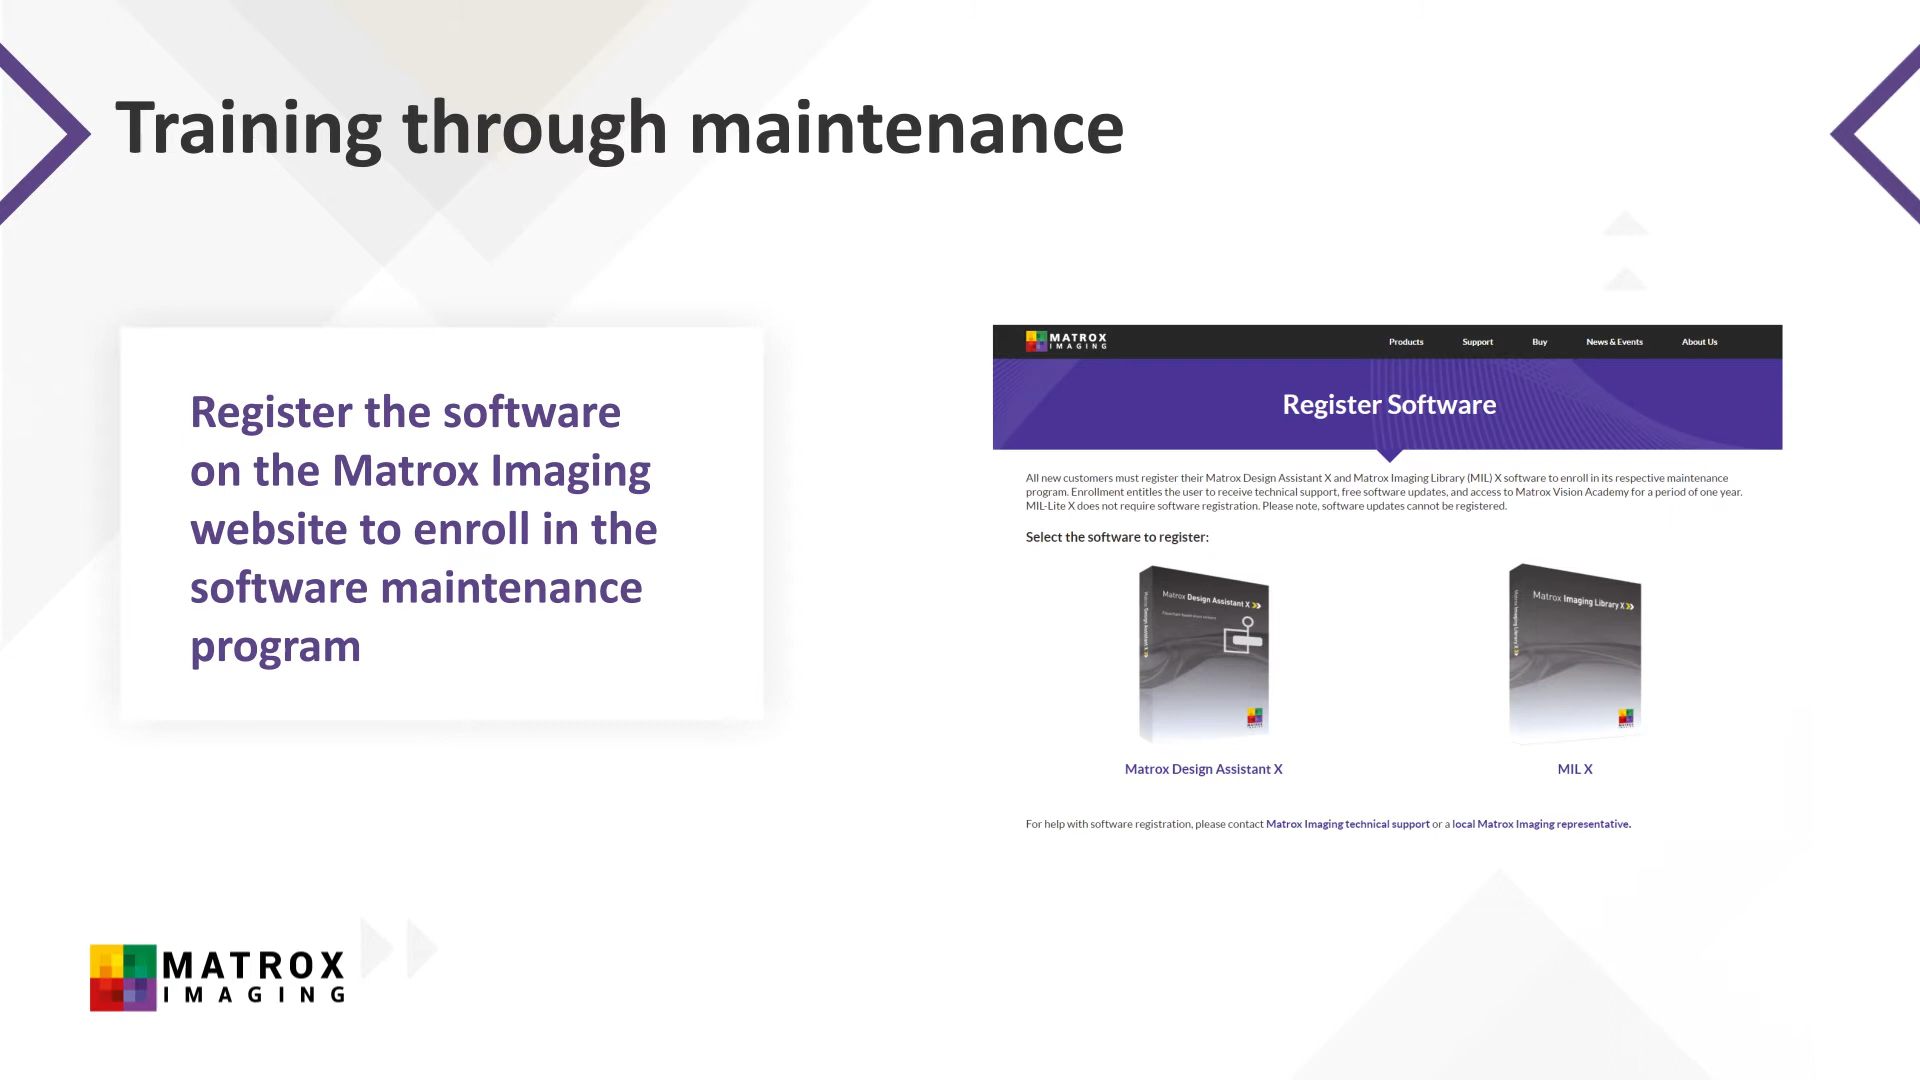 Training through maintenance
Register the software
on the Matrox Imaging
website to enroll in the
software maintenance
program
MATROX
IMAGING
Products
Support
Buy
News & Events
About Us
Register Software
All new customers must register their Matrox Design Assistant X and Matrox Imaging Library (MIL) X software to enroll in its respective maintenance
program. Enrollment entitles the user to receive technical support, free software updates, and access to Matrox Vision Academy for a period of one year.
MIL-Lite X does not require software registration. Please note, software updates cannot be registered.
Select the software to register:
Matrox Design Assistant X
Matrox Design Assistant X
Matrox Imaging Library X
Matrox Imaging Library X
Matrox Design Assistant X
MIL X
For help with software registration, please contact Matrox Imaging technical support or a local Matrox Imaging representative.
MATROX
IMAGING